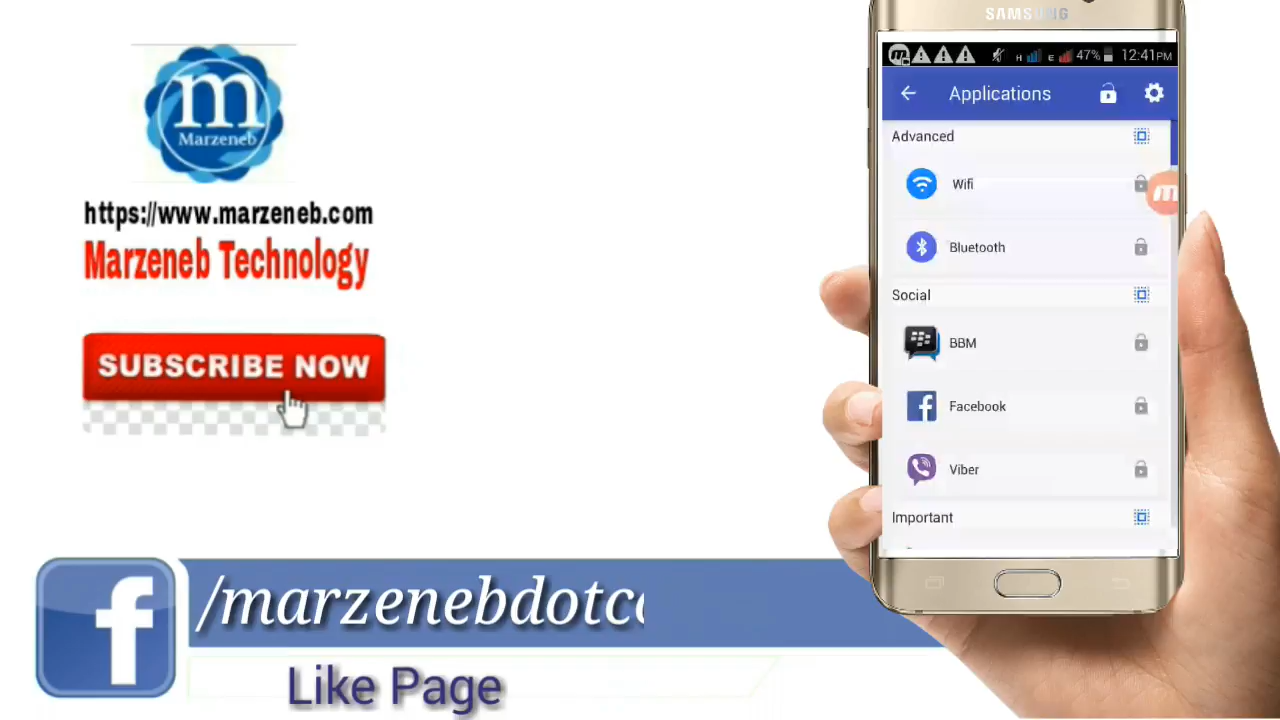 m
Marzeneb
https://www.marzeneb.com
Marzeneb Technology
SUBSCRIBE NOW
f
/marzenebdotc
Like Page
SAMSUNG
H E 47% 12:41PM
Applications
Advanced
Wifi
Bluetooth
Social
BBM
Facebook
Viber
Important